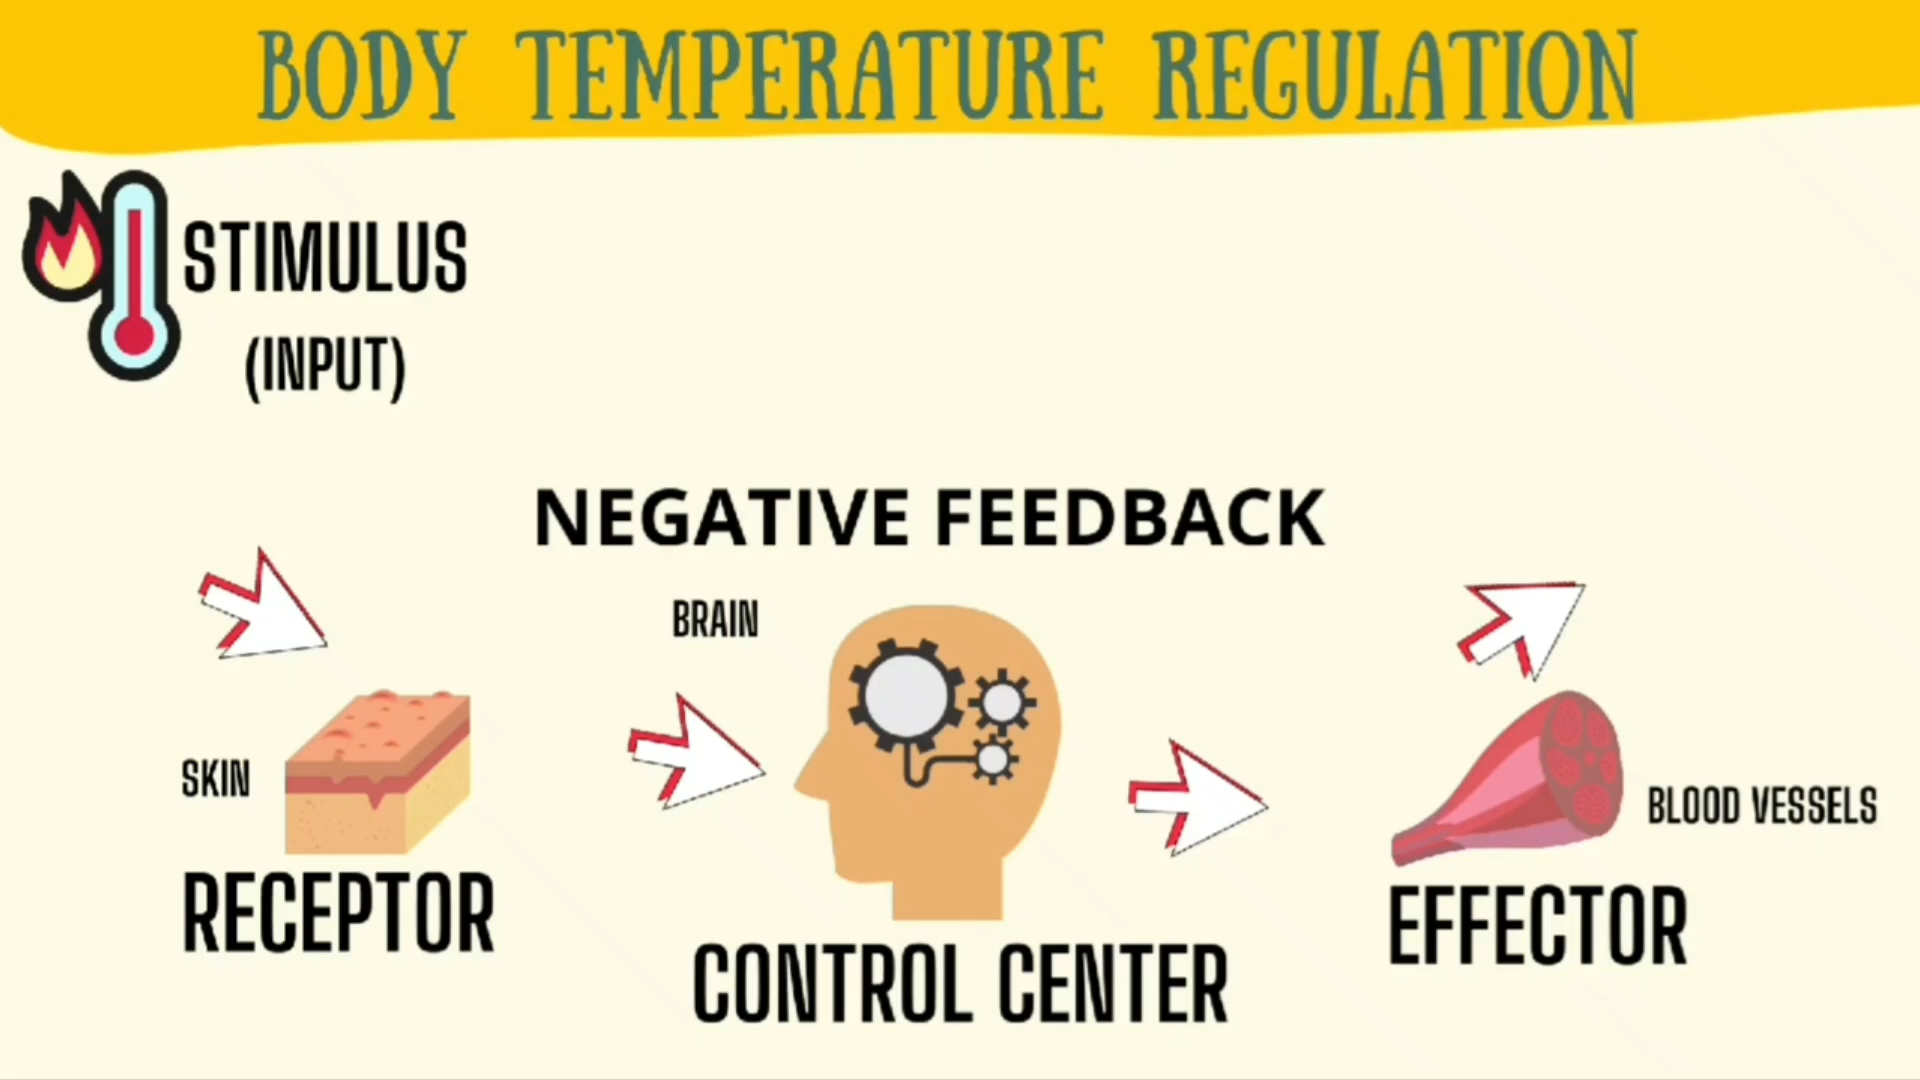 BODY TEMPERATURE REGULATION
STIMULUS
(INPUT)
NEGATIVE FEEDBACK
BRAIN
SKIN
BLOOD VESSELS
RECEPTOR
EFFECTOR
CONTROL CENTER